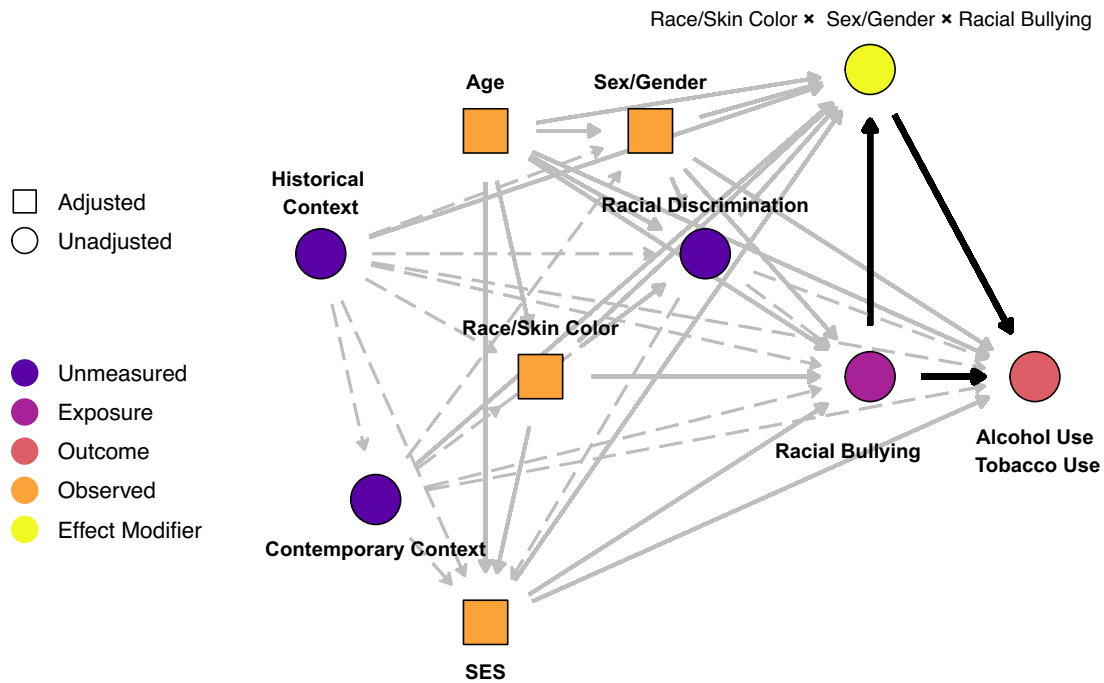 Race/Skin Color × Sex/Gender × Racial Bullying
Age
Sex/Gender
Historical
Context
Adjusted
Unadjusted
Racial Discrimination
Race/Skin Color
Unmeasured
Exposure
Outcome
Observed
Effect Modifier
Racial Bullying
Alcohol Use
Tobacco Use
Contemporary Context
SES